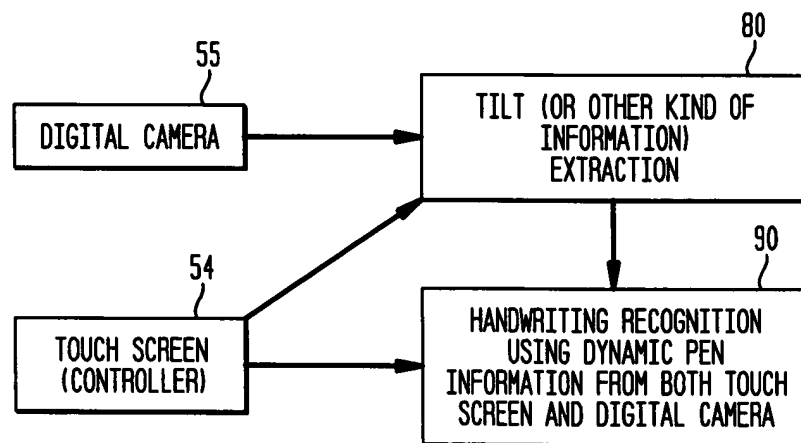 55
DIGITAL CAMERA
80
TILT (OR OTHER KIND OF
INFORMATION)
EXTRACTION
54
TOUCH SCREEN
(CONTROLLER)
90
HANDWRITING RECOGNITION
USING DYNAMIC PEN
INFORMATION FROM BOTH TOUCH
SCREEN AND DIGITAL CAMERA